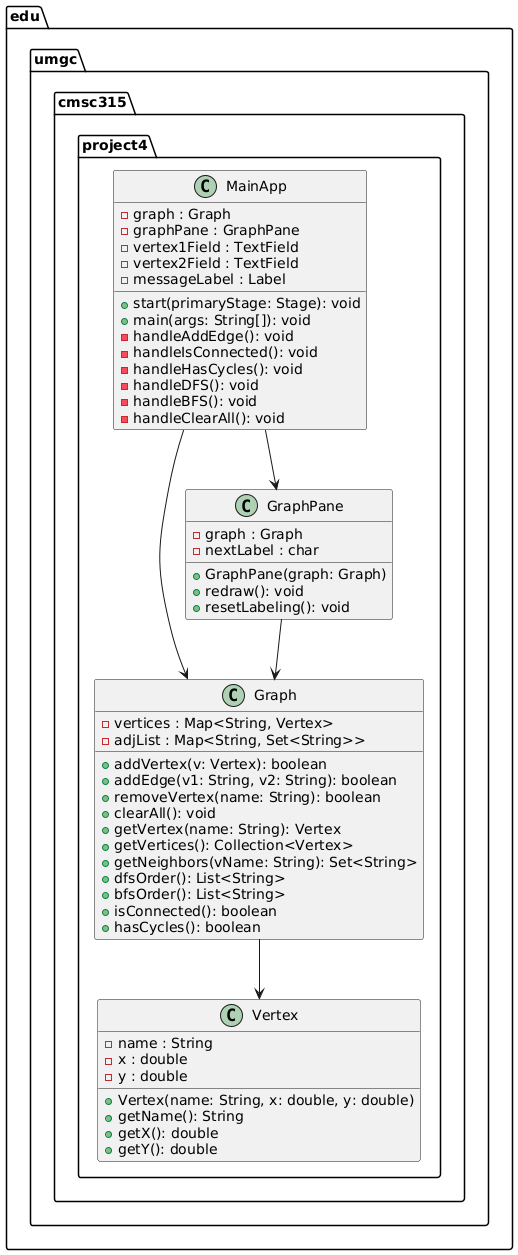 edu
umgc
cmsc315
project4
C MainApp
graph : Graph
graphPane : GraphPane
vertex1Field : TextField
vertex2Field : TextField
messageLabel : Label
start(primaryStage: Stage): void
main(args: String[]): void
handleAddEdge(): void
handleIsConnected(): void
handleHasCycles(): void
handleDFS(): void
handleBFS(): void
handleClearAll(): void
C GraphPane
graph : Graph
nextLabel : char
GraphPane(graph: Graph)
redraw(): void
resetLabeling(): void
C Graph
vertices : Map<String, Vertex>
adjList : Map<String, Set<String>>
addVertex(v: Vertex): boolean
addEdge(v1: String, v2: String): boolean
removeVertex(name: String): boolean
clearAll(): void
getVertex(name: String): Vertex
getVertices(): Collection<Vertex>
getNeighbors(vName: String): Set<String>
dfsOrder(): List<String>
bfsOrder(): List<String>
isConnected(): boolean
hasCycles(): boolean
C Vertex
name : String
x : double
y : double
Vertex(name: String, x: double, y: double)
getName(): String
getX(): double
getY(): double